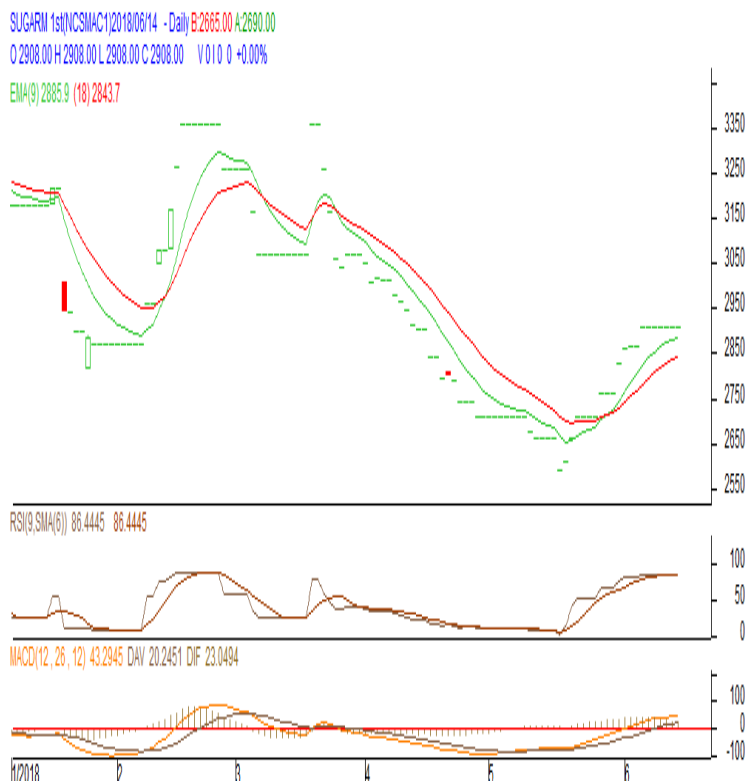 SUGARM 1st(NCSMAC1)2018/06/14 - Daily B:2665.00 A:2690.00
O 2908.00 H 2908.00 L 2908.00 C 2908.00 V 0 I 0 0 +0.00%
EMA(9) 2885.9 (18) 2843.7
3350
3250
3150
3050
2950
2850
2750
2650
2550
RSI(9,SMA(6)) 86.4445 86.4445
100
50
0
MACD(12 , 26 , 12) 43.2945 DAV 20.2451 DIF 23.0494
100
0
-100
1/2018 2 3 4 5 6